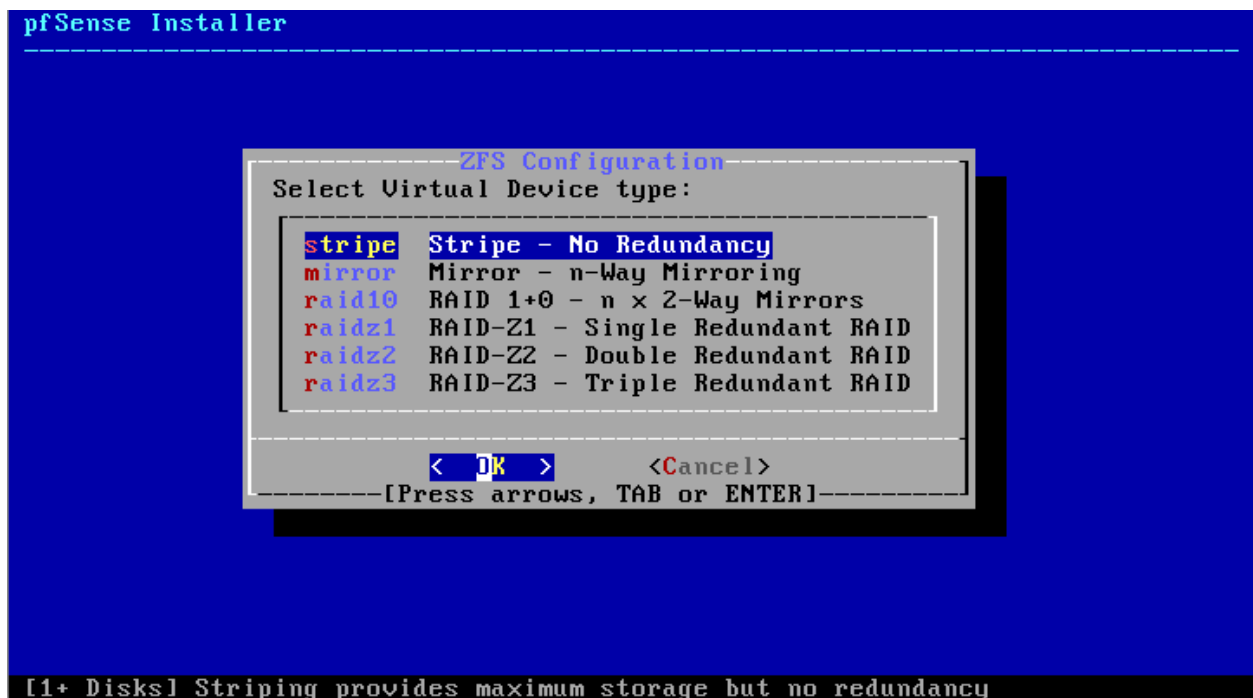 pfSense Installer
ZFS Configuration
Select Virtual Device type:
stripe Stripe - No Redundancy
mirror Mirror - n-Way Mirroring
raid10 RAID 1+0 - n x 2-Way Mirrors
raidz1 RAID-Z1 - Single Redundant RAID
raidz2 RAID-Z2 - Double Redundant RAID
raidz3 RAID-Z3 - Triple Redundant RAID
< OK > <Cancel>
[Press arrows, TAB or ENTER]
[1+ Disks] Striping provides maximum storage but no redundancy